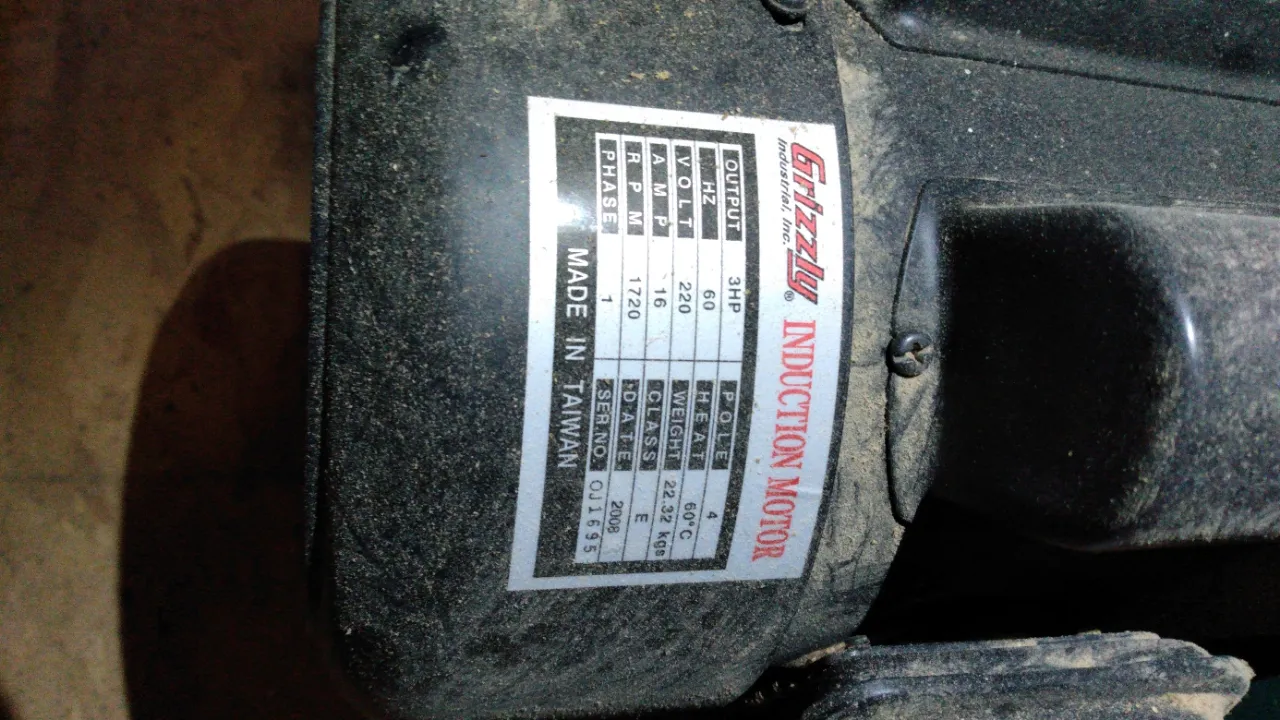 Grizzly® INDUCTION MOTOR
Industrial, Inc.
OUTPUT 3HP POLE 4
HZ 60 HEAT 60°C
VOLT 220 WEIGHT 22.32 kgs
AMP 16 CLASS E
RPM 1720 DATE 2008
PHASE 1 SER.NO. OJ1695
MADE IN TAIWAN